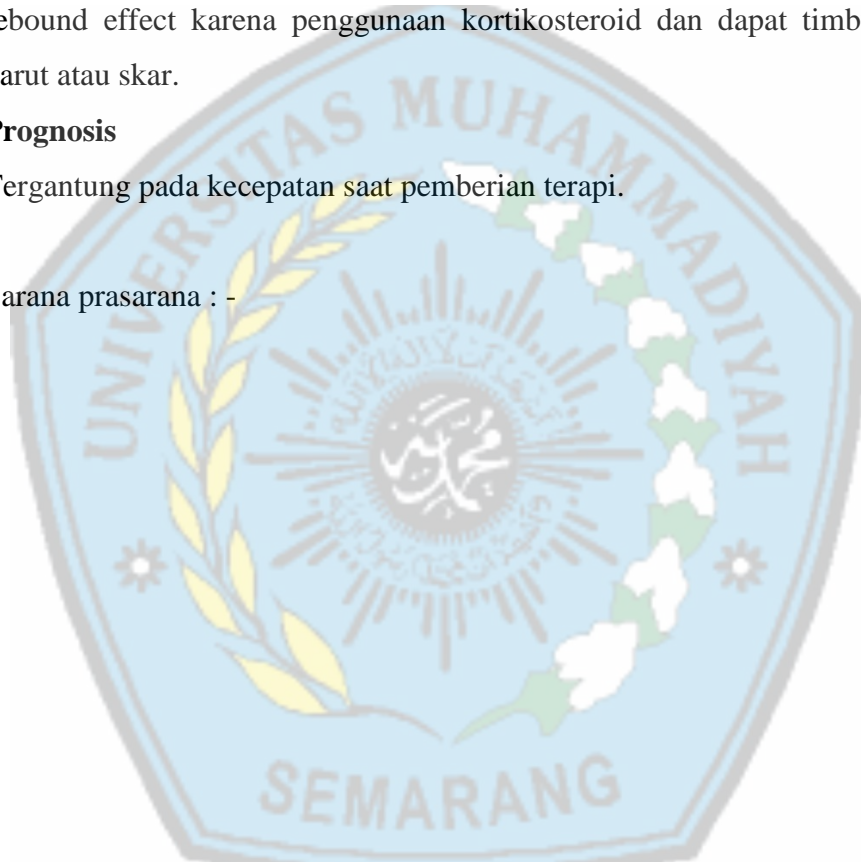 ebound effect karena penggunaan kortikosteroid dan dapat timb
arut atau skar.
Prognosis
Tergantung pada kecepatan saat pemberian terapi.
arana prasarana : -
UNIVERSITAS MUHAMMADIYAH
SEMARANG